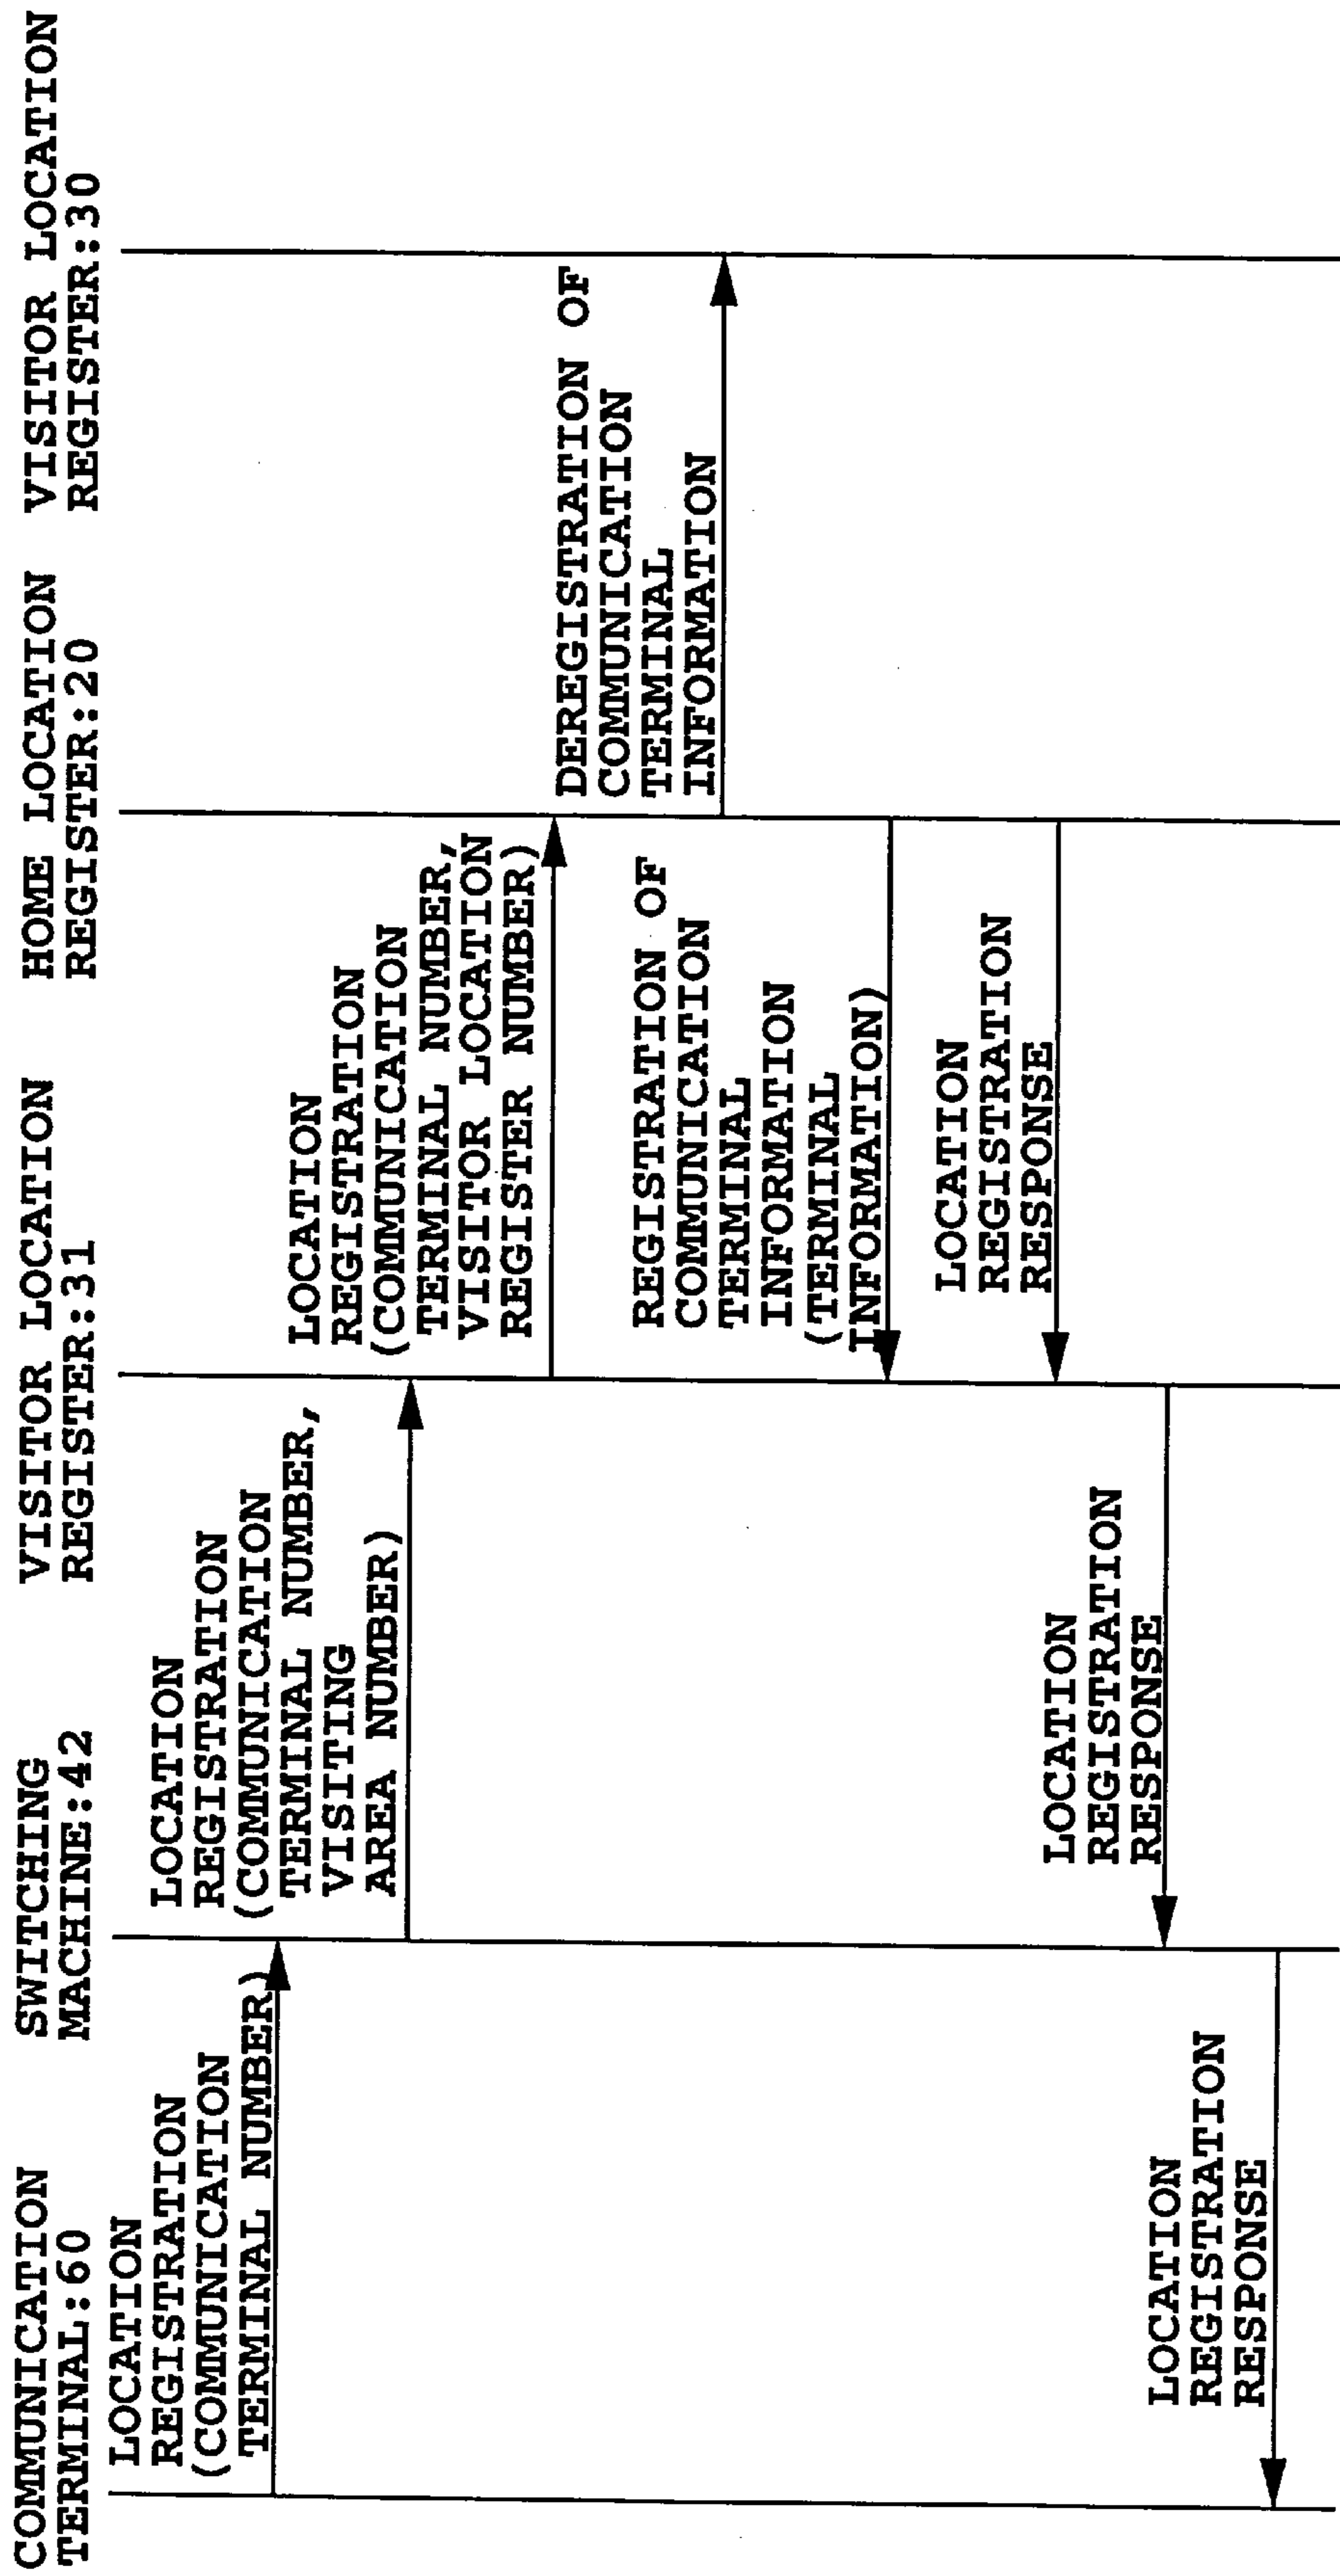 COMMUNICATION
TERMINAL:60
SWITCHING
MACHINE:42
VISITOR LOCATION
REGISTER:31
HOME LOCATION
REGISTER:20
VISITOR LOCATION
REGISTER:30
LOCATION
REGISTRATION
(COMMUNICATION
TERMINAL NUMBER)
LOCATION
REGISTRATION
(COMMUNICATION
TERMINAL NUMBER,
VISITING
AREA NUMBER)
LOCATION
REGISTRATION
(COMMUNICATION
TERMINAL NUMBER,
VISITOR LOCATION
REGISTER NUMBER)
DEREGISTRATION OF
COMMUNICATION
TERMINAL
INFORMATION
REGISTRATION OF
COMMUNICATION
TERMINAL
INFORMATION
(TERMINAL
INFORMATION)
LOCATION
REGISTRATION
RESPONSE
LOCATION
REGISTRATION
RESPONSE
LOCATION
REGISTRATION
RESPONSE